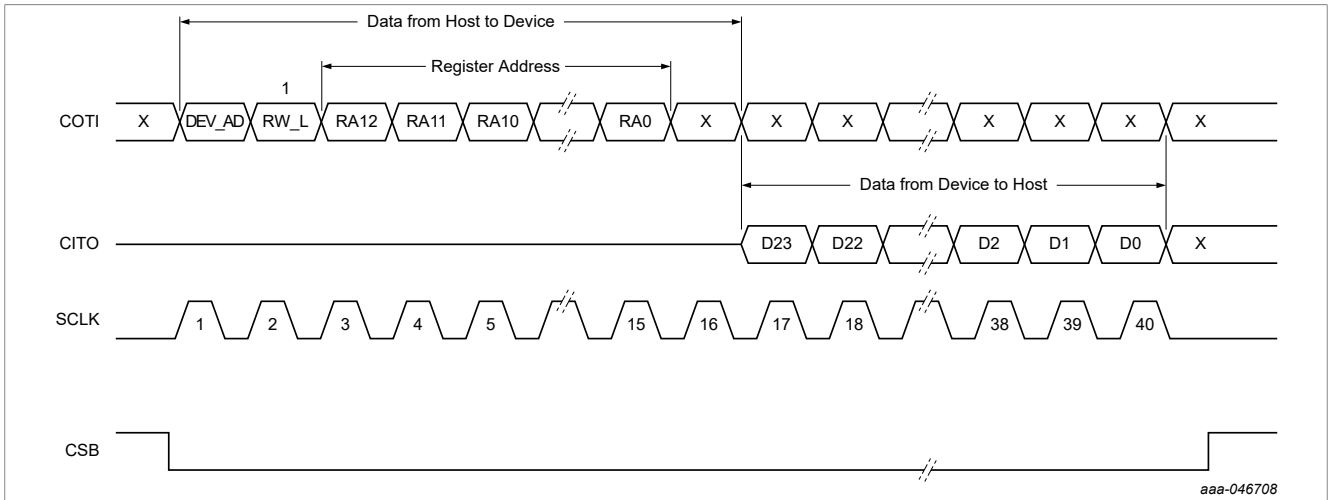 Data from Host to Device
1
Register Address
COTI X DEV_AD RW_L RA12 RA11 RA10 RA0 X X X X X X X
Data from Device to Host
CITO D23 D22 D2 D1 D0 X
SCLK 1 2 3 4 5 15 16 17 18 38 39 40
CSB
aaa-046708